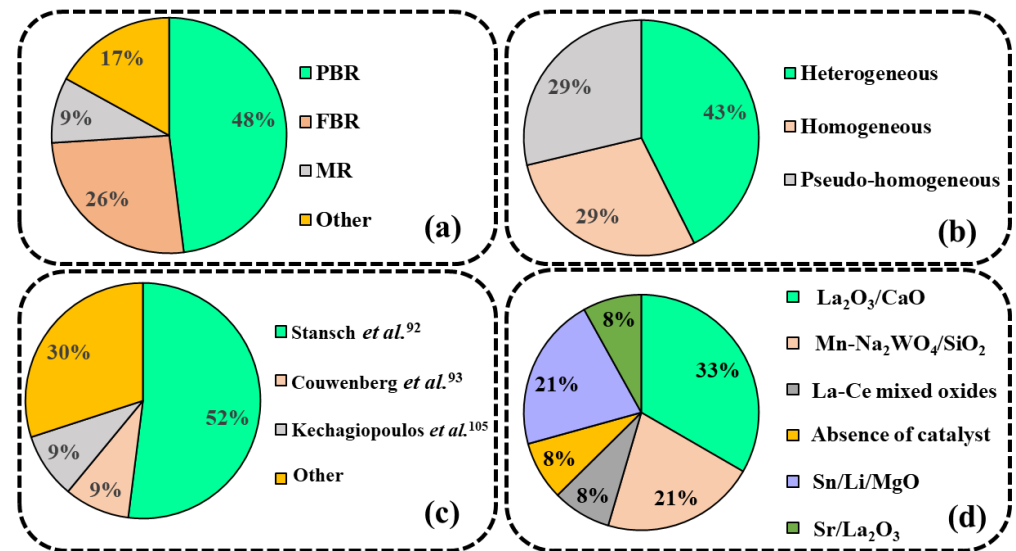 17%
48%
9%
26%
PBR
FBR
MR
Other
(a)
29%
43%
29%
Heterogeneous
Homogeneous
Pseudo-homogeneous
(b)
30%
52%
9%
9%
Stansch et al.⁹²
Couwenberg et al.⁹³
Kechagiopoulos et al.¹⁰⁵
Other
(c)
8%
33%
21%
8%
8%
21%
La₂O₃/CaO
Mn-Na₂WO₄/SiO₂
La-Ce mixed oxides
Absence of catalyst
Sn/Li/MgO
Sr/La₂O₃
(d)